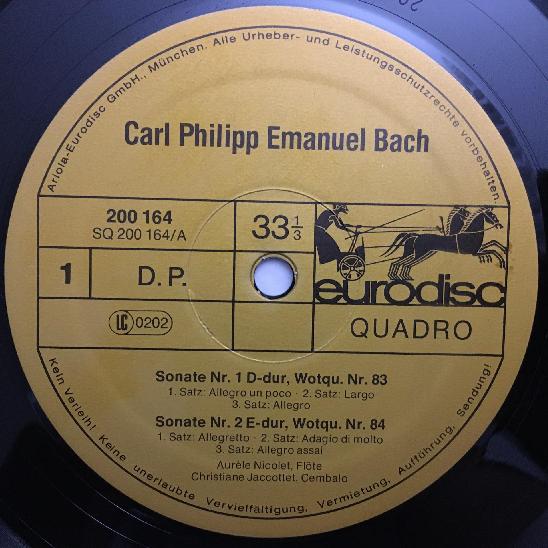 Ariola-Eurodisc GmbH., München. Alle Urheber- und Leistungsschutzrechte vorbehalten.
Carl Philipp Emanuel Bach
200 164
SQ 200 164/A
33 1/3
1
D.P.
eurodisc
LC 0202
QUADRO
Sonate Nr. 1 D-dur, Wotqu. Nr. 83
1. Satz: Allegro un poco · 2. Satz: Largo
3. Satz: Allegro
Sonate Nr. 2 E-dur, Wotqu. Nr. 84
1. Satz: Allegretto · 2. Satz: Adagio di molto
3. Satz: Allegro assai
Aurèle Nicolet, Flöte
Christiane Jaccottet, Cembalo
Kein Verleih! Keine unerlaubte Vervielfältigung, Vermietung, Aufführung, Sendung!